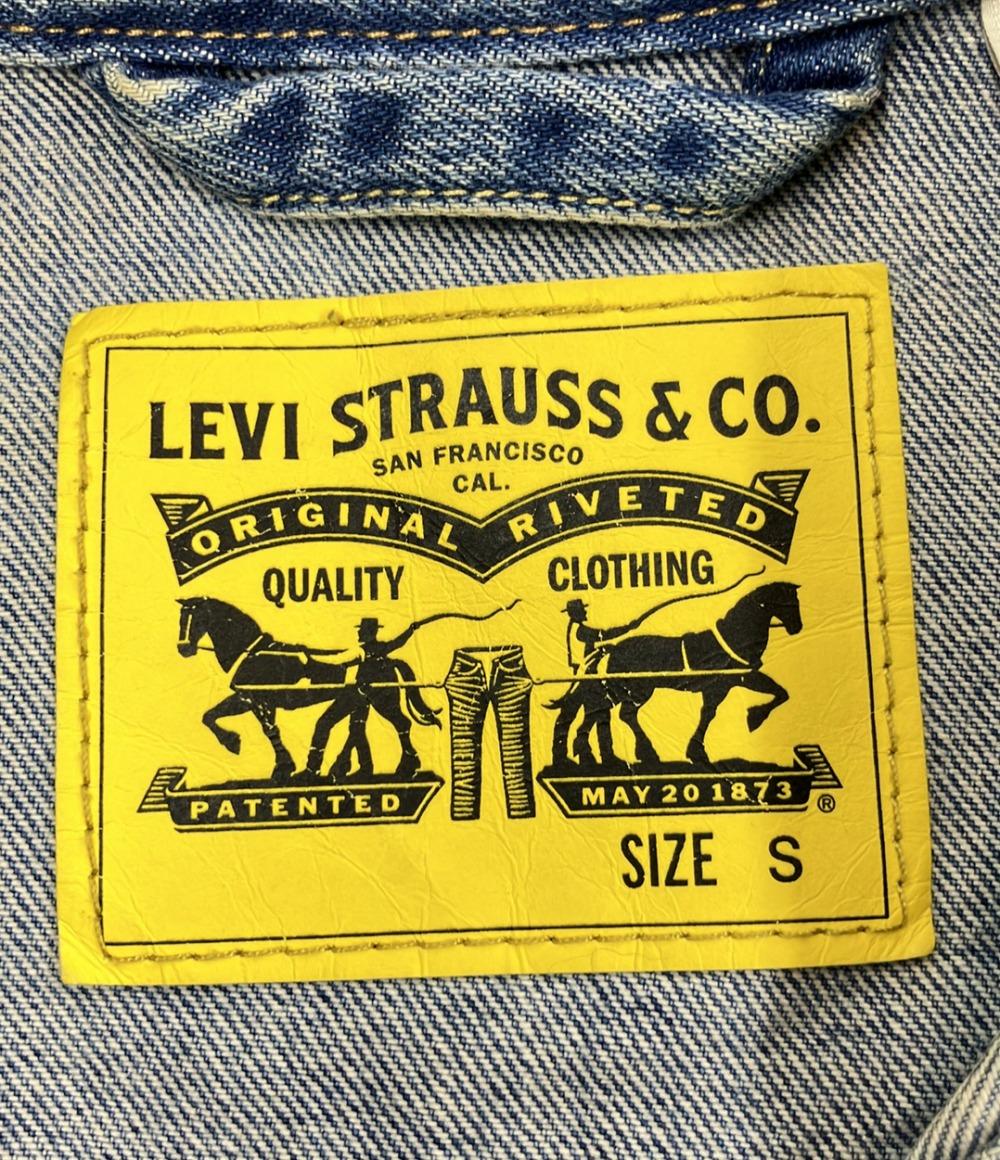 LEVI STRAUSS & CO.
SAN FRANCISCO
CAL.
ORIGINAL RIVETED
QUALITY CLOTHING
PATENTED MAY 20 1873 ®
SIZE S